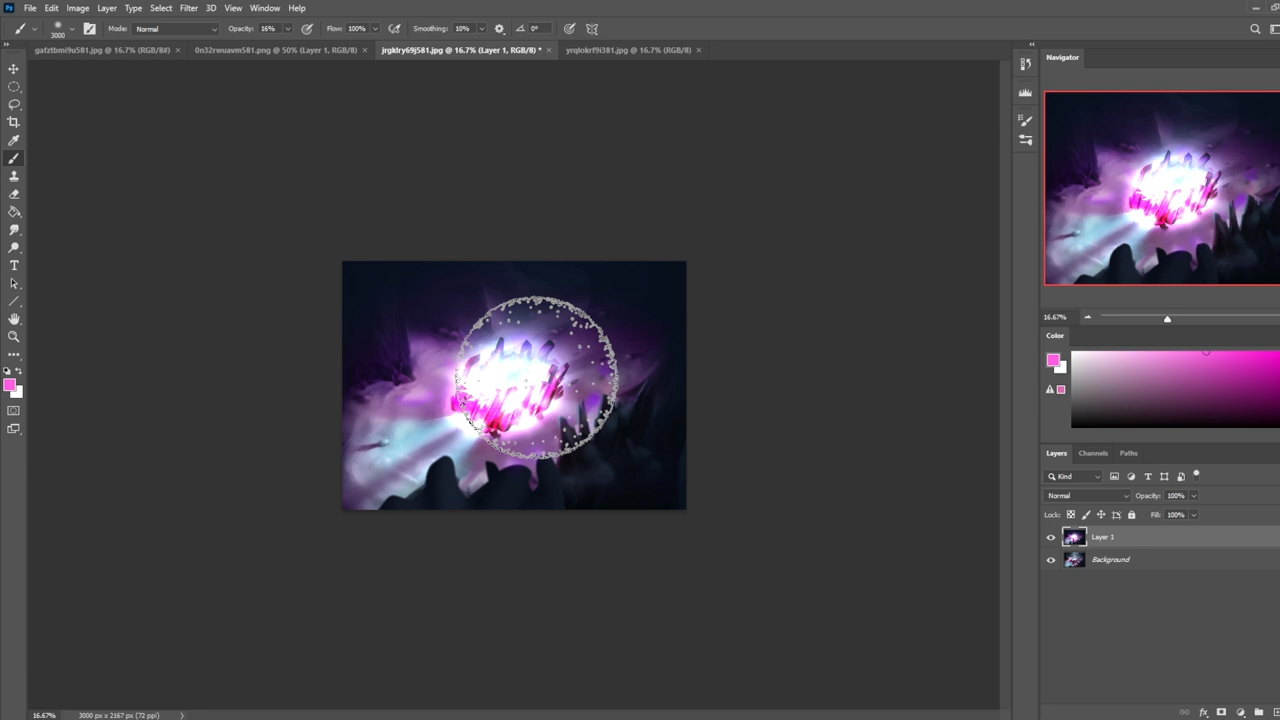 Ps File Edit Image Layer Type Select Filter 3D View Window Help
3000 Mode: Normal Opacity: 16% Flow: 100% Smoothing: 10% 0°
gafztbmi9u581.jpg @ 16.7% (RGB/8#) × 0n32rwuavm581.png @ 50% (Layer 1, RGB/8) × jrgklry69j581.jpg @ 16.7% (Layer 1, RGB/8) * × yrqlokrf9i381.jpg @ 16.7% (RGB/8) ×
Navigator
16.67%
Color
Layers Channels Paths
Kind
Normal Opacity: 100%
Lock: Fill: 100%
Layer 1
Background
fx
16.67% 3000 px x 2167 px (72 ppi)